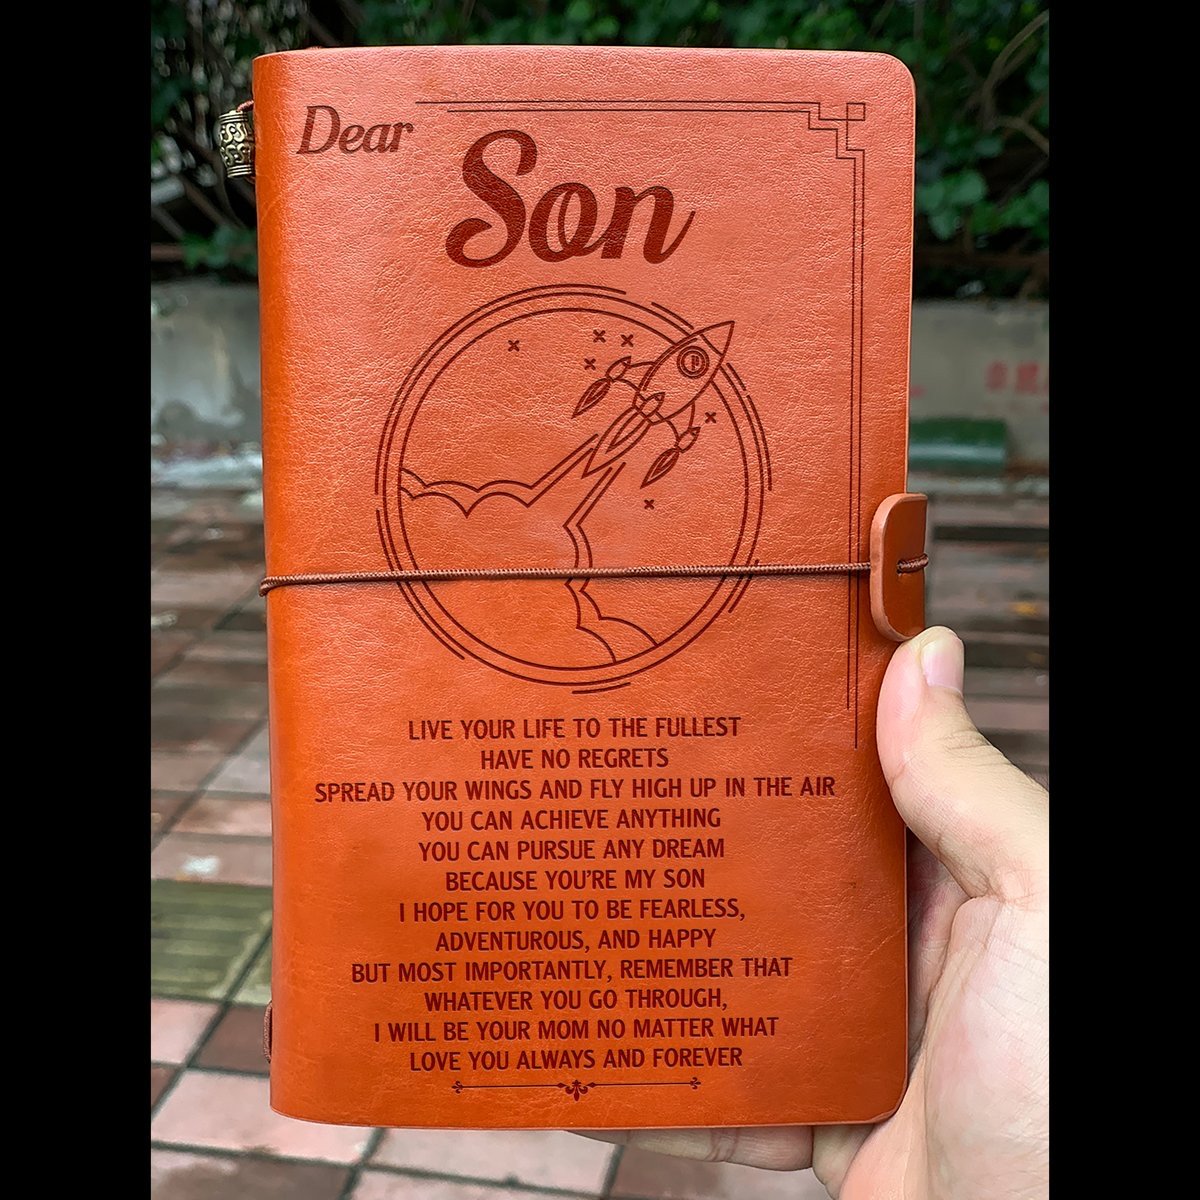 Dear
Son
LIVE YOUR LIFE TO THE FULLEST
HAVE NO REGRETS
SPREAD YOUR WINGS AND FLY HIGH UP IN THE AIR
YOU CAN ACHIEVE ANYTHING
YOU CAN PURSUE ANY DREAM
BECAUSE YOU'RE MY SON
I HOPE FOR YOU TO BE FEARLESS,
ADVENTUROUS, AND HAPPY
BUT MOST IMPORTANTLY, REMEMBER THAT
WHATEVER YOU GO THROUGH,
I WILL BE YOUR MOM NO MATTER WHAT
LOVE YOU ALWAYS AND FOREVER